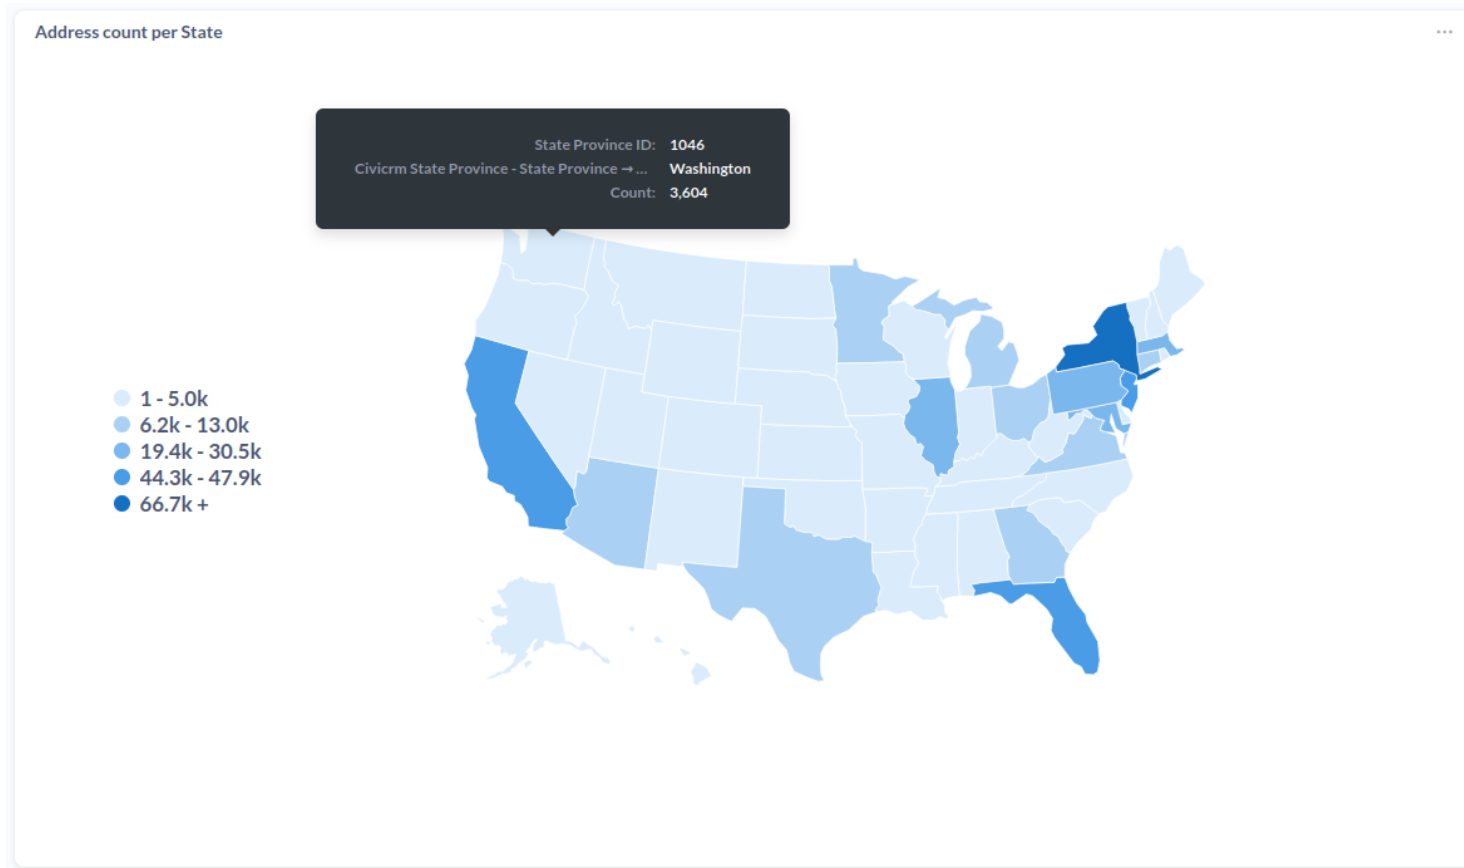 Address count per State
...
State Province ID: 1046
Civicrm State Province - State Province → ... Washington
Count: 3,604
1 - 5.0k
6.2k - 13.0k
19.4k - 30.5k
44.3k - 47.9k
66.7k +